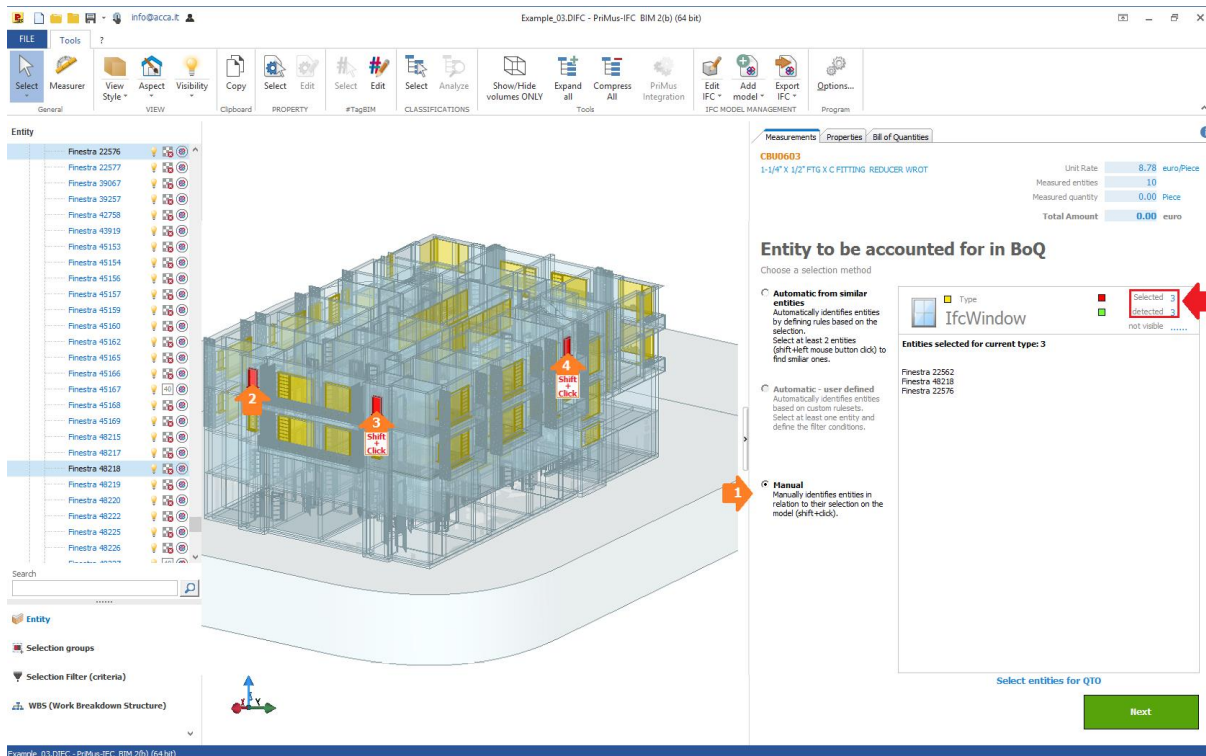 info@acca.it
Example_03.DIFC - PriMus-IFC BIM 2(b) (64 bit)
FILE
Tools
?
Select
Measurer
View
Style
Aspect
Visibility
Copy
Select
Edit
Select
Edit
Select
Analyze
Show/Hide
volumes ONLY
Expand
all
Compress
All
PriMus
Integration
Edit
IFC
Add
model
Export
IFC
Options...
General
VIEW
Clipboard
PROPERTY
#TagBIM
CLASSIFICATIONS
Tools
IFC MODEL MANAGEMENT
Program
Entity
Finestra 22576
Finestra 22577
Finestra 39067
Finestra 39257
Finestra 42758
Finestra 43919
Finestra 45153
Finestra 45154
Finestra 45156
Finestra 45157
Finestra 45159
Finestra 45160
Finestra 45162
Finestra 45165
Finestra 45166
Finestra 45167
40
Finestra 45168
Finestra 45169
Finestra 48215
Finestra 48217
Finestra 48218
Finestra 48219
Finestra 48220
Finestra 48222
Finestra 48225
Finestra 48226
Search
Entity
Selection groups
Selection Filter (criteria)
WBS (Work Breakdown Structure)
2
3
Shift
+
Click
4
Shift
+
Click
1
Measurements
Properties
Bill of Quantities
CBU0603
1-1/4" X 1/2" FTG X C FITTING REDUCER WROT
Unit Rate 8.78 euro/Piece
Measured entities 10
Measured quantity 0.00 Piece
Total Amount 0.00 euro
Entity to be accounted for in BoQ
Choose a selection method
Automatic from similar
entities
Automatically identifies entities
by defining rules based on the
selection.
Select at least 2 entities
(shift+left mouse button click) to
find smiliar ones.
Automatic - user defined
Automatically identifies entities
based on custom rulesets.
Select at least one entity and
define the filter conditions.
Manual
Manually identifies entities in
relation to their selection on the
model (shift+click).
Type
IfcWindow
Selected 3
detected 3
not visible ......
Entities selected for current type: 3
Finestra 22562
Finestra 48218
Finestra 22576
Select entities for QTO
Next
Example_03.DIFC - PriMus-IFC BIM 2(b) (64 bit)